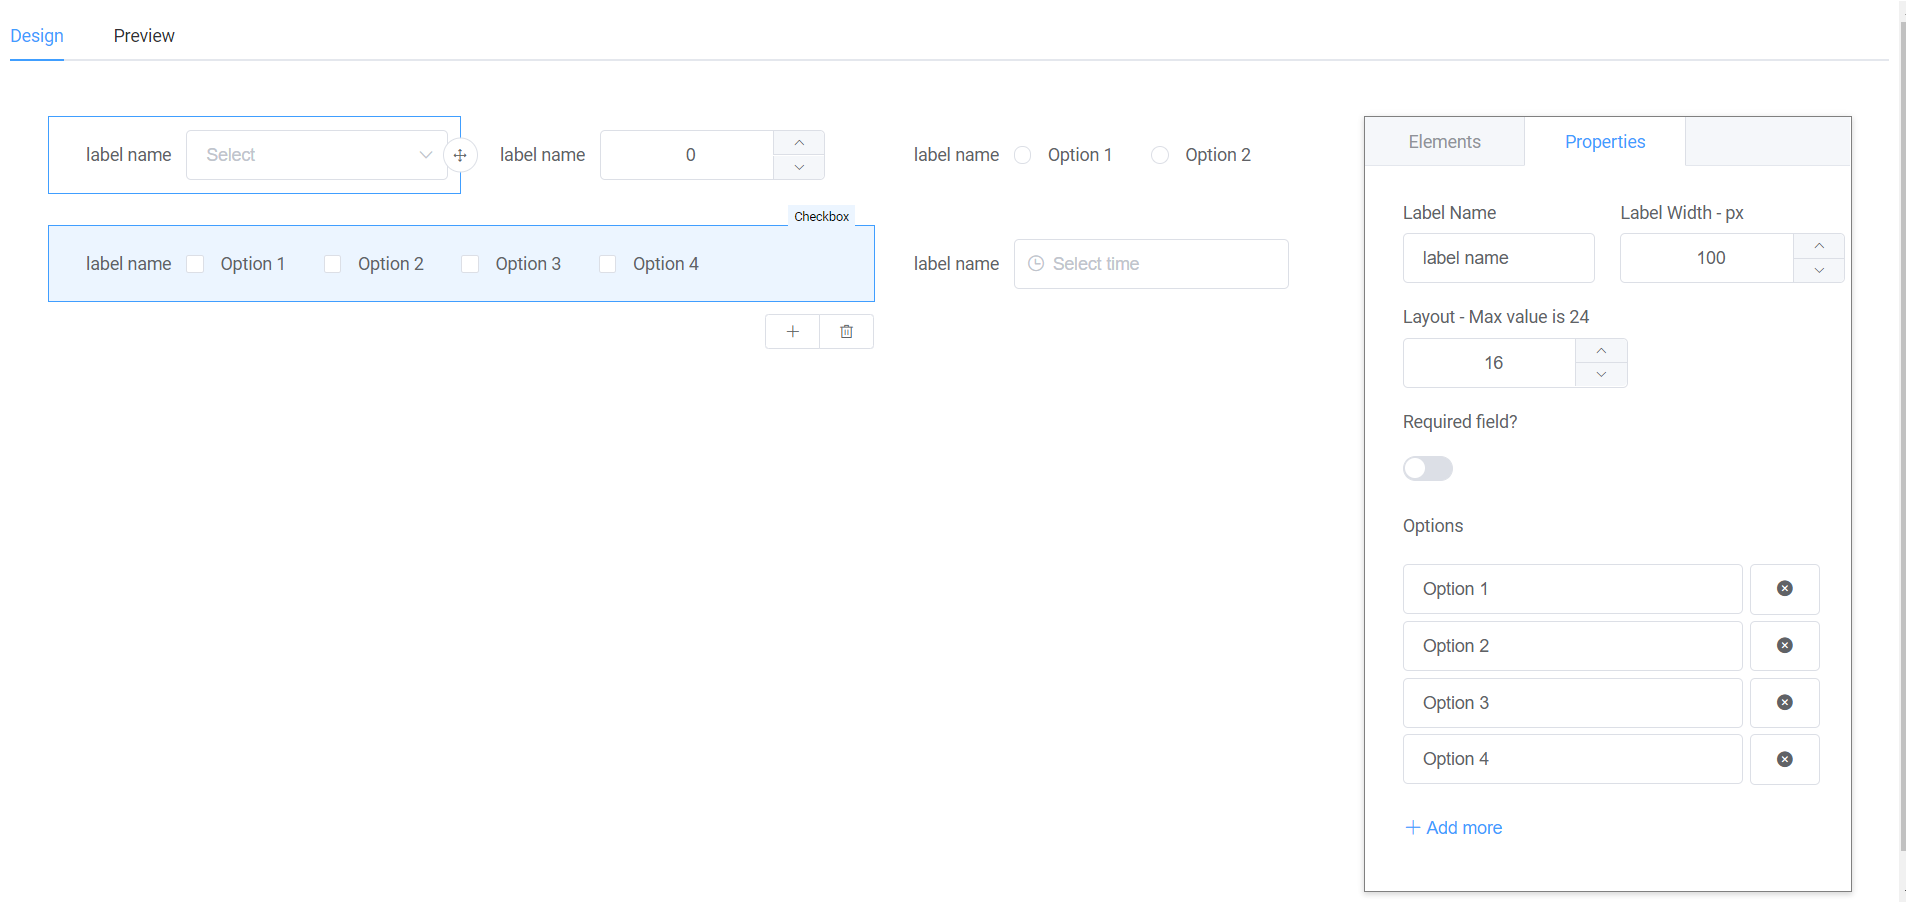 Design Preview
label name Select label name 0 label name Option 1 Option 2
Checkbox
label name Option 1 Option 2 Option 3 Option 4 label name Select time
Elements Properties
Label Name Label Width - px
label name 100
Layout - Max value is 24
16
Required field?
Options
Option 1
Option 2
Option 3
Option 4
Add more